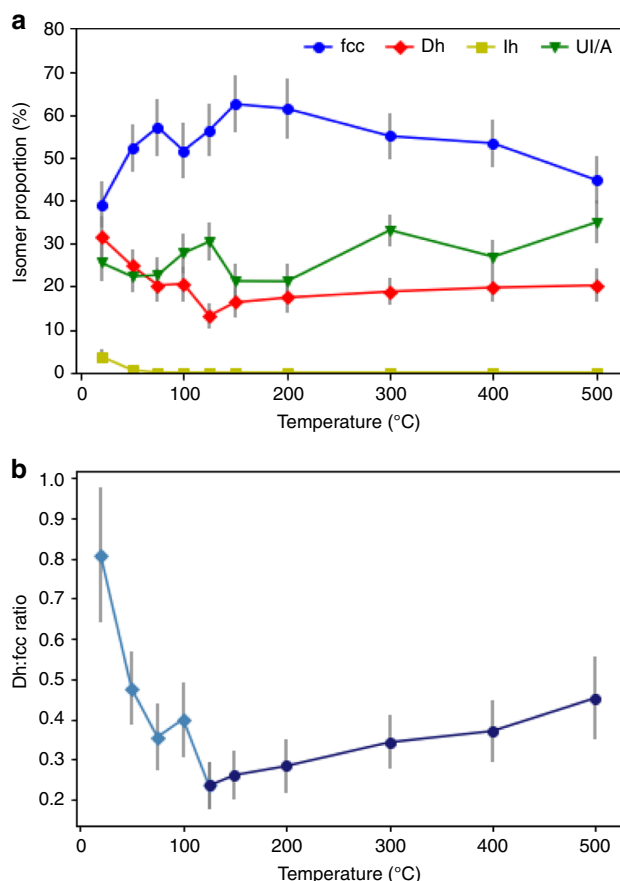 a
fcc Dh Ih UI/A
80
70
60
50
40
30
20
10
0
Isomer proportion (%)
0 100 200 300 400 500
Temperature (°C)
b
1.0
0.9
0.8
0.7
0.6
0.5
0.4
0.3
0.2
Dh:fcc ratio
0 100 200 300 400 500
Temperature (°C)